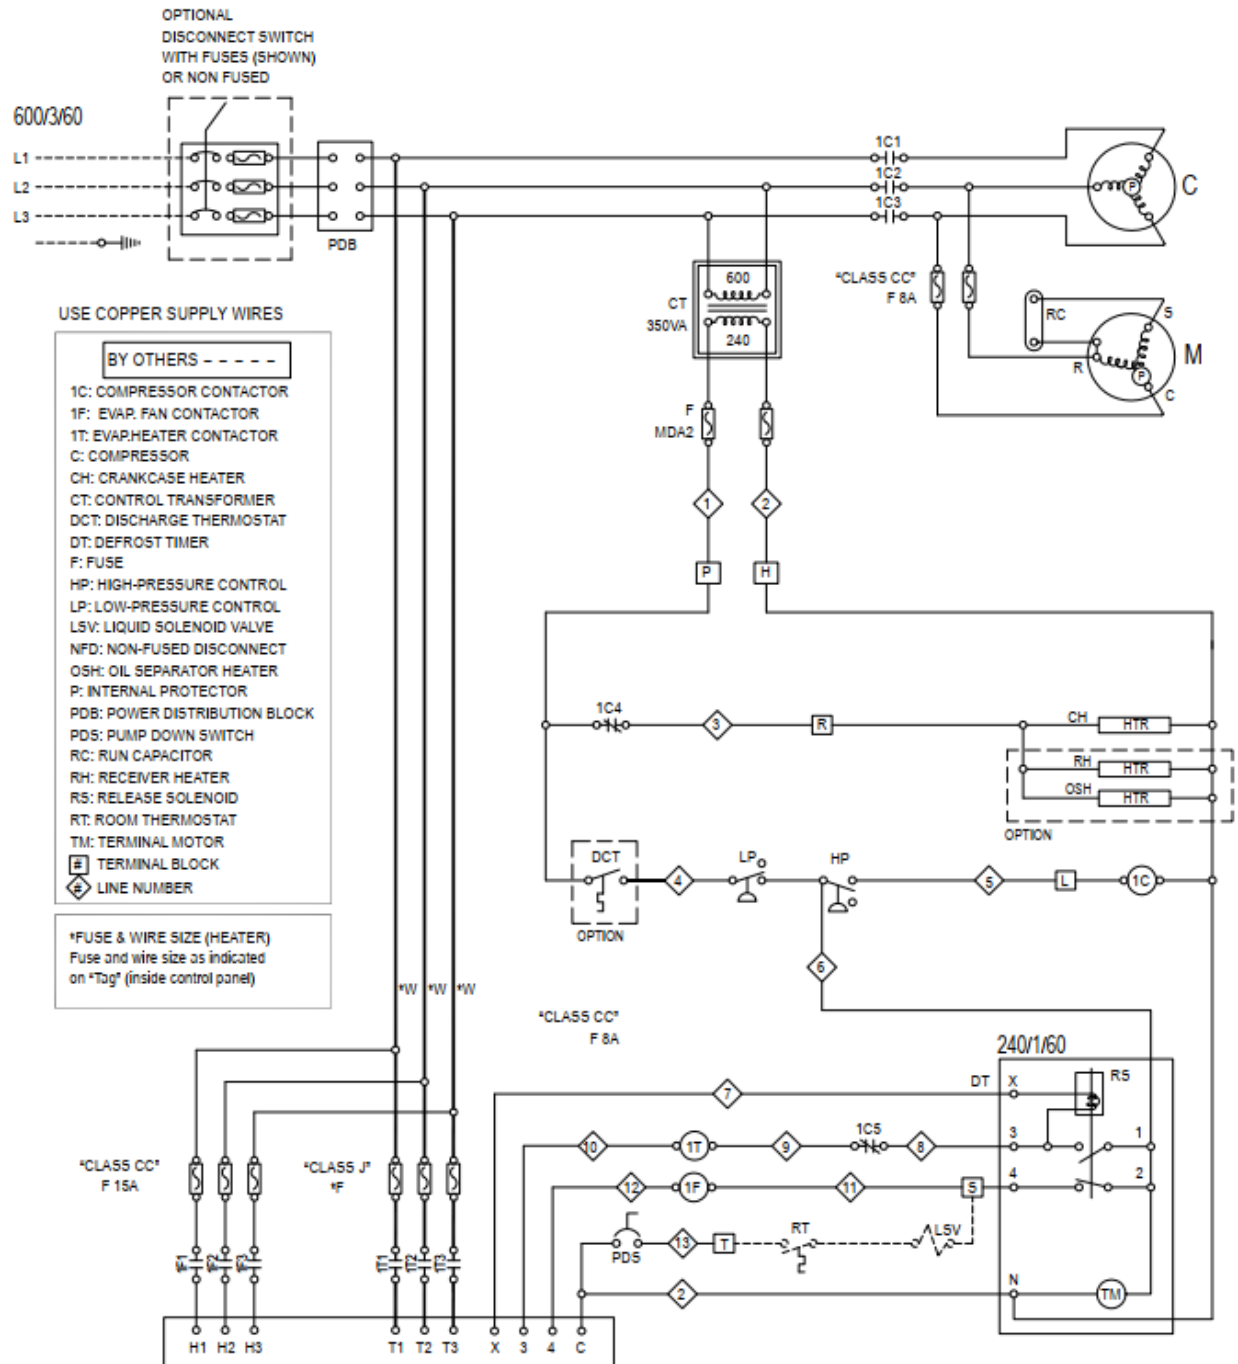 OPTIONAL
DISCONNECT SWITCH
WITH FUSES (SHOWN)
OR NON FUSED
600/3/60
L1
L2
L3
PDB
1C1
1C2
1C3
C
P
"CLASS CC"
F 8A
RC
S
R
M
P
C
CT
350VA
600
240
F
MDA2
1
2
P
H
USE COPPER SUPPLY WIRES
BY OTHERS - - - - -
1C: COMPRESSOR CONTACTOR
1F: EVAP. FAN CONTACTOR
1T: EVAP.HEATER CONTACTOR
C: COMPRESSOR
CH: CRANKCASE HEATER
CT: CONTROL TRANSFORMER
DCT: DISCHARGE THERMOSTAT
DT: DEFROST TIMER
F: FUSE
HP: HIGH-PRESSURE CONTROL
LP: LOW-PRESSURE CONTROL
LSV: LIQUID SOLENOID VALVE
NFD: NON-FUSED DISCONNECT
OSH: OIL SEPARATOR HEATER
P: INTERNAL PROTECTOR
PDB: POWER DISTRIBUTION BLOCK
PDS: PUMP DOWN SWITCH
RC: RUN CAPACITOR
RH: RECEIVER HEATER
RS: RELEASE SOLENOID
RT: ROOM THERMOSTAT
TM: TERMINAL MOTOR
# TERMINAL BLOCK
# LINE NUMBER
*FUSE & WIRE SIZE (HEATER)
Fuse and wire size as indicated
on "Tag" (inside control panel)
1C4
3
R
CH
HTR
RH
HTR
OSH
HTR
OPTION
DCT
OPTION
4
LP
HP
5
L
1C
6
*W *W *W
"CLASS CC"
F 8A
240/1/60
DT
X
RS
7
10
1T
9
1C5
8
3
1
12
1F
11
S
4
2
PDS
13
T
RT
LSV
2
N
TM
"CLASS CC"
F 15A
"CLASS J"
*F
1F1
1F2
1F3
1T1
1T2
1T3
H1 H2 H3 T1 T2 T3 X 3 4 C